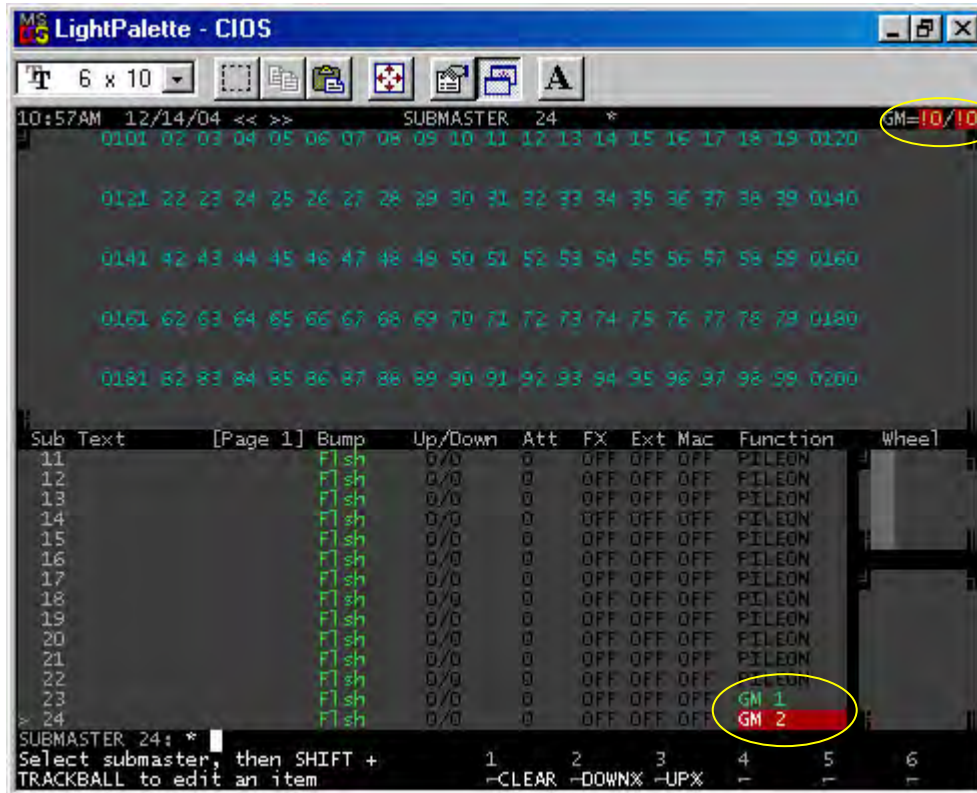 LightPalette - CIOS
6 x 10
A
10:57AM 12/14/04 << >> SUBMASTER 24 * GM=!0/!0
0101 02 03 04 05 06 07 08 09 10 11 12 13 14 15 16 17 18 19 0120
0121 22 23 24 25 26 27 28 29 30 31 32 33 34 35 36 37 38 39 0140
0141 42 43 44 45 46 47 48 49 50 51 52 53 54 55 56 57 58 59 0160
0161 62 63 64 65 66 67 68 69 70 71 72 73 74 75 76 77 78 79 0180
0181 82 83 84 85 86 87 88 89 90 91 92 93 94 95 96 97 98 99 0200
Sub Text [Page 1] Bump Up/Down Att FX Ext Mac Function Wheel
11 Flsh 0/0 0 OFF OFF OFF PILEON
12 Flsh 0/0 0 OFF OFF OFF PILEON
13 Flsh 0/0 0 OFF OFF OFF PILEON
14 Flsh 0/0 0 OFF OFF OFF PILEON
15 Flsh 0/0 0 OFF OFF OFF PILEON
16 Flsh 0/0 0 OFF OFF OFF PILEON
17 Flsh 0/0 0 OFF OFF OFF PILEON
18 Flsh 0/0 0 OFF OFF OFF PILEON
19 Flsh 0/0 0 OFF OFF OFF PILEON
20 Flsh 0/0 0 OFF OFF OFF PILEON
21 Flsh 0/0 0 OFF OFF OFF PILEON
22 Flsh 0/0 0 OFF OFF OFF PILEON
23 Flsh 0/0 0 OFF OFF OFF GM 1
> 24 Flsh 0/0 0 OFF OFF OFF GM 2
SUBMASTER 24: *
Select submaster, then SHIFT + 1 2 3 4 5 6
TRACKBALL to edit an item CLEAR DOWN% UP%